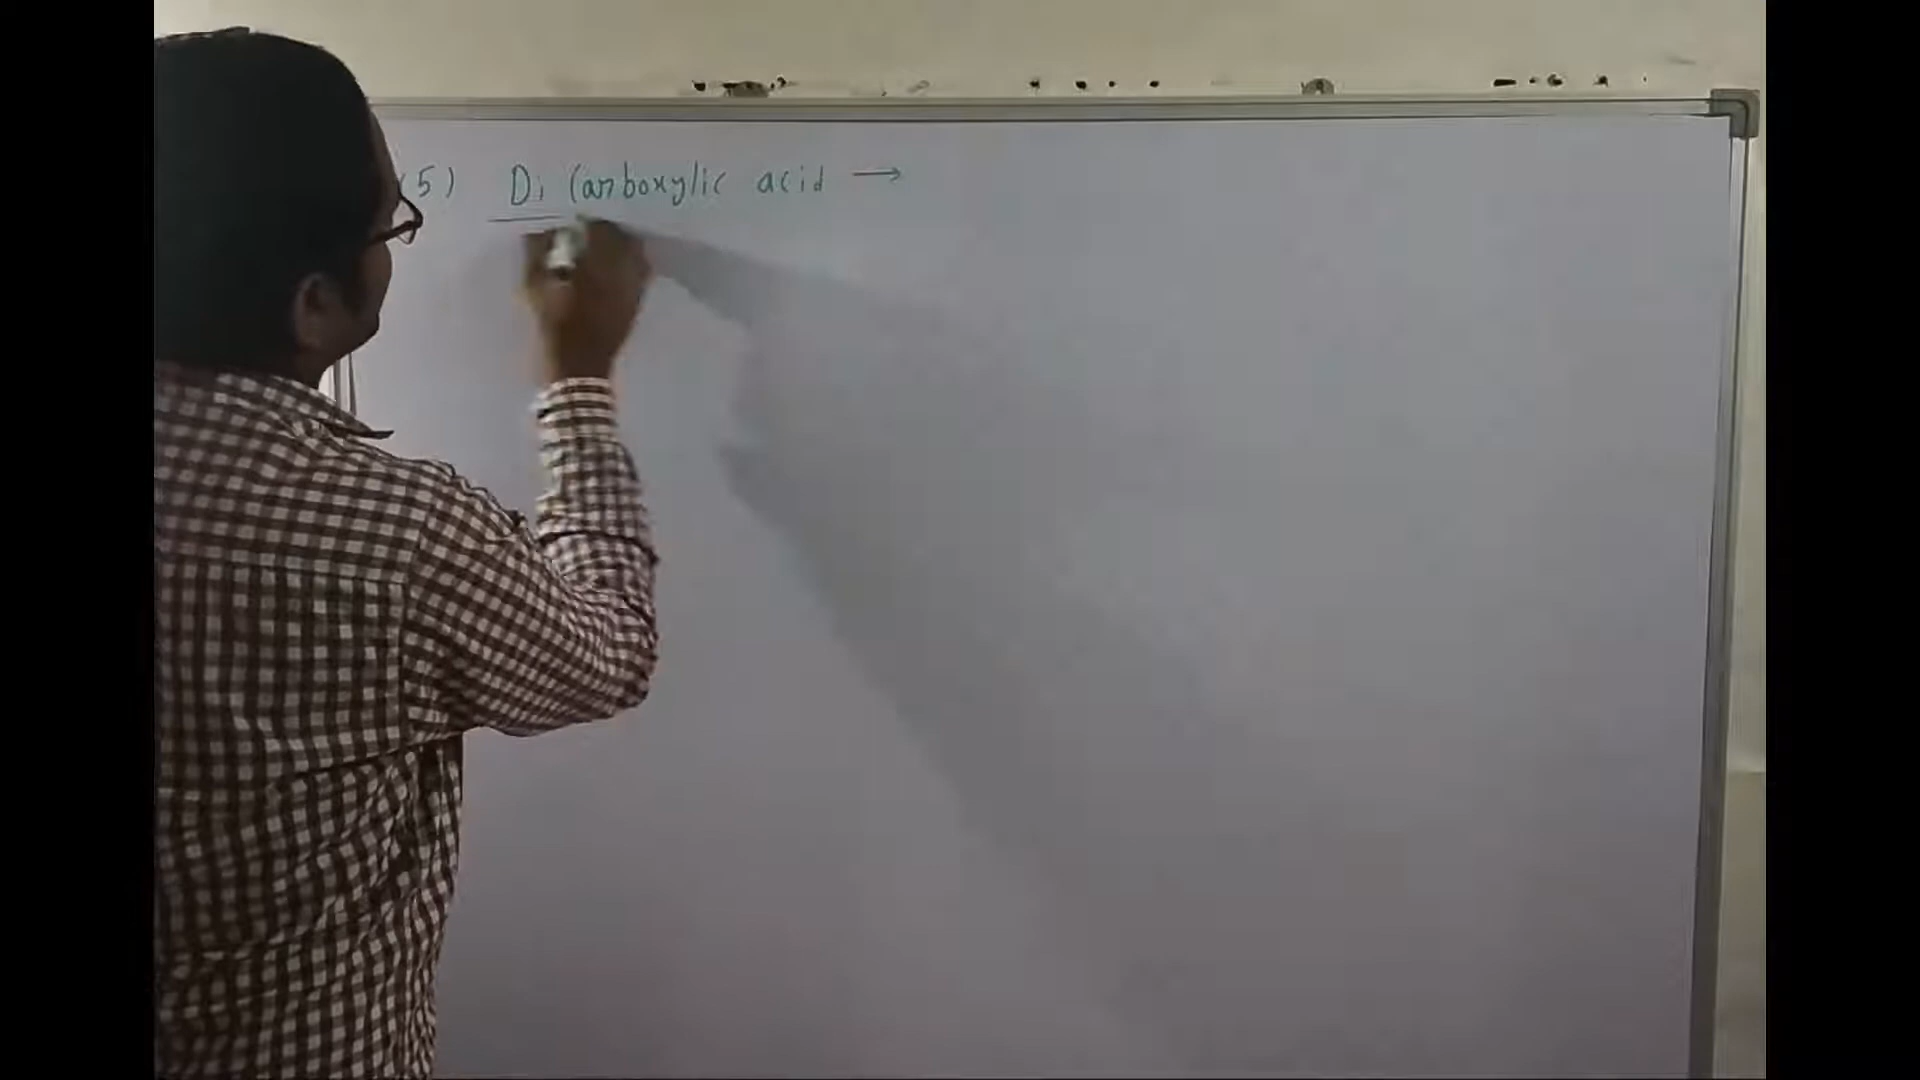 (5) Di Carboxylic acid →